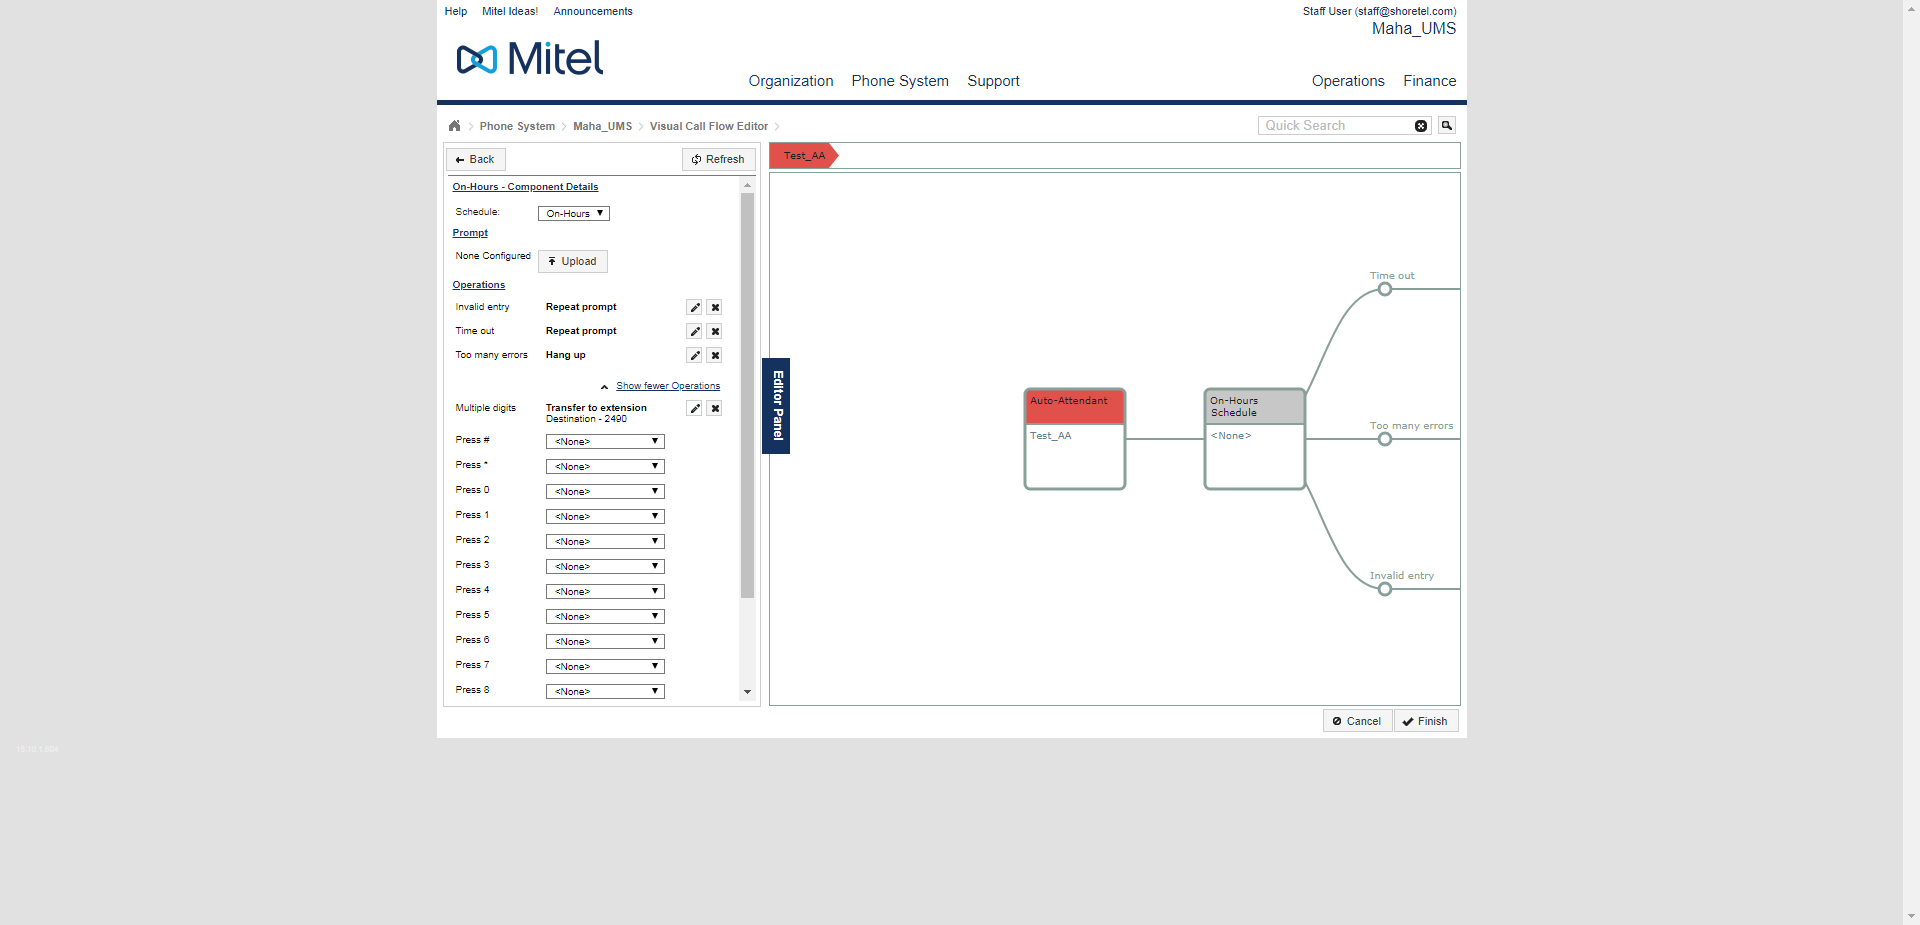 Help Mitel Ideas! Announcements
Staff User (staff@shoretel.com)
Maha_UMS
Mitel
Organization Phone System Support Operations Finance
Phone System Maha_UMS Visual Call Flow Editor
Quick Search
Back Refresh
Test_AA
On-Hours - Component Details
Schedule: On-Hours
Prompt
None Configured Upload
Operations
Invalid entry Repeat prompt
Time out Repeat prompt
Too many errors Hang up
Show fewer Operations
Multiple digits Transfer to extension
Destination - 2490
Press # <None>
Press * <None>
Press 0 <None>
Press 1 <None>
Press 2 <None>
Press 3 <None>
Press 4 <None>
Press 5 <None>
Press 6 <None>
Press 7 <None>
Press 8 <None>
Editor Panel
Auto-Attendant
Test_AA
On-Hours
Schedule
<None>
Time out
Too many errors
Invalid entry
Cancel Finish